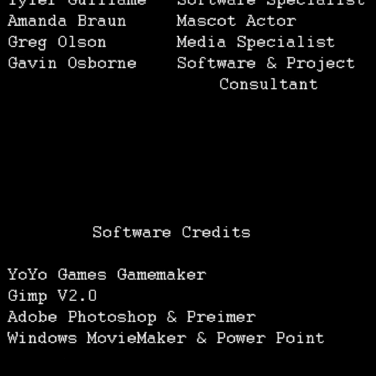 Tyler Guillame Software Specialist
Amanda Braun Mascot Actor
Greg Olson Media Specialist
Gavin Osborne Software & Project
Consultant
Software Credits
YoYo Games Gamemaker
Gimp V2.0
Adobe Photoshop & Preimer
Windows MovieMaker & Power Point